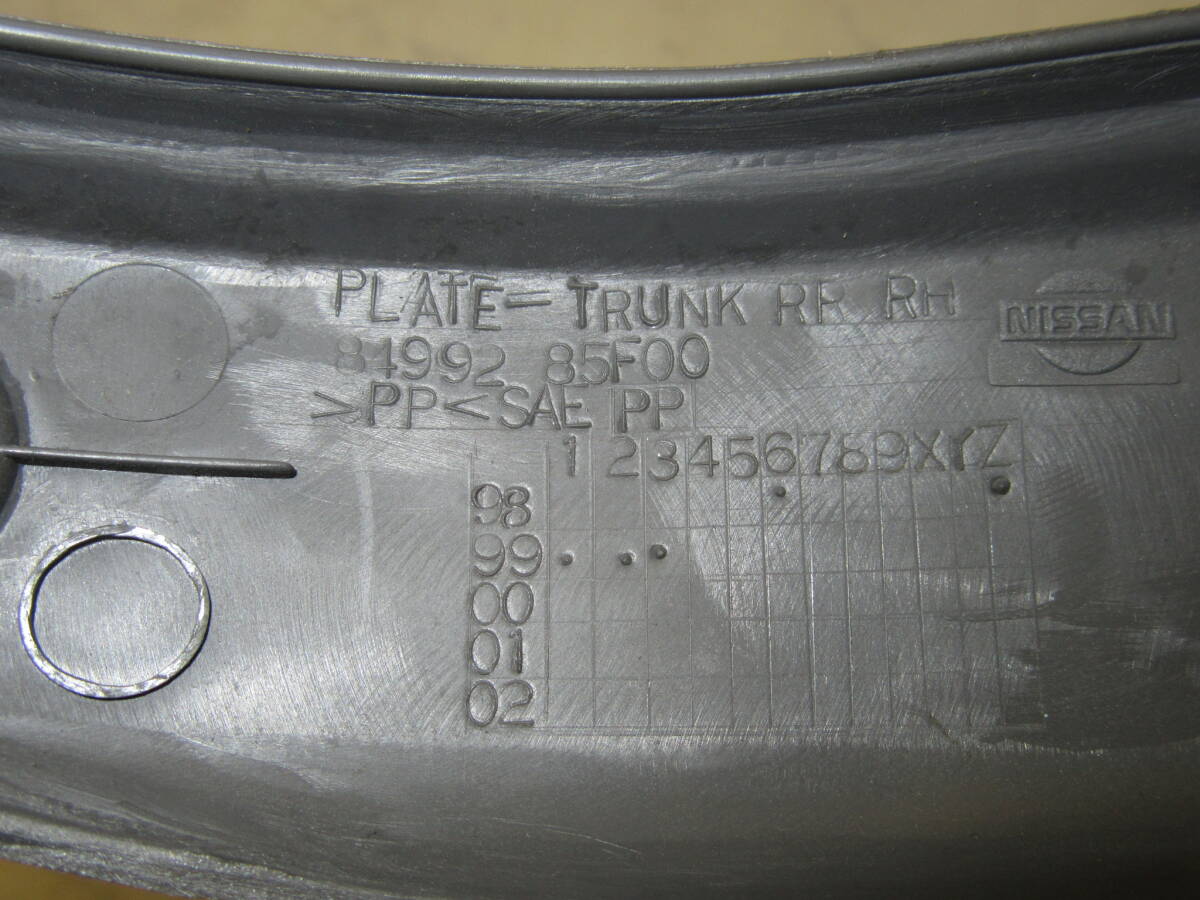 PLATE-TRUNK RR RH
NISSAN
84992 85F00
>PP< SAE PP
1 2 3 4 5 6 7 8 9 X Y Z
98
99
00
01
02